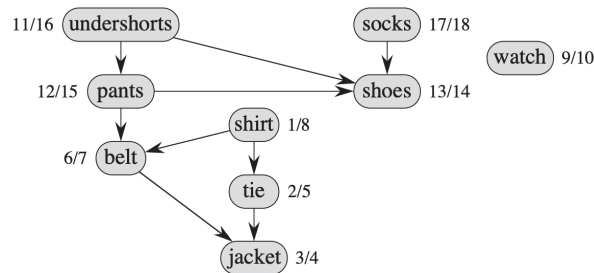 11/16 undershorts socks 17/18
watch 9/10
12/15 pants shoes 13/14
shirt 1/8
6/7 belt
tie 2/5
jacket 3/4